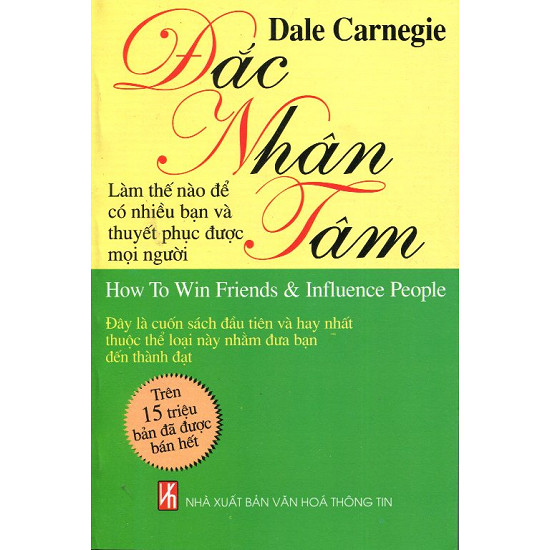 Dale Carnegie
Đắc
Nhân
Tâm
Làm thế nào để
có nhiều bạn và
thuyết phục được
mọi người
How To Win Friends & Influence People
Đây là cuốn sách đầu tiên và hay nhất
thuộc thể loại này nhằm đưa bạn
đến thành đạt
Trên
15 triệu
bản đã được
bán hết
NHÀ XUẤT BẢN VĂN HOÁ THÔNG TIN